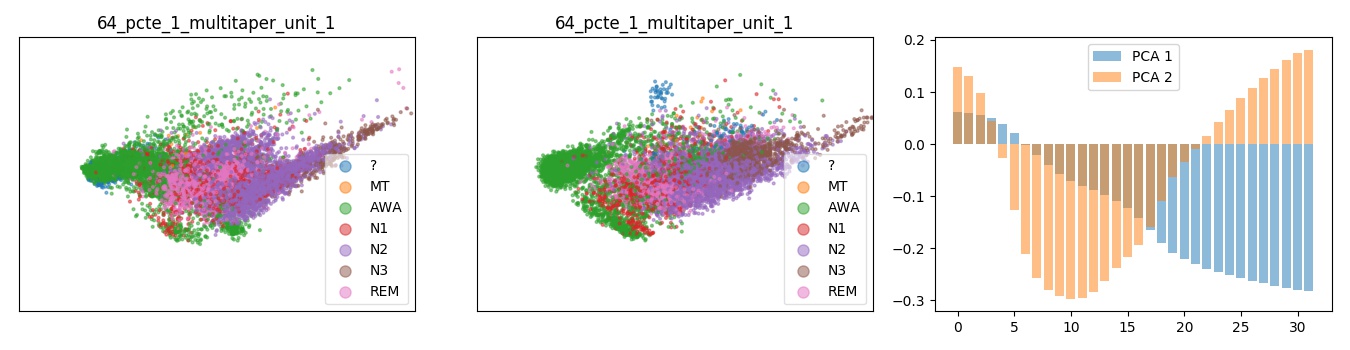 64_pcte_1_multitaper_unit_1
?
MT
AWA
N1
N2
N3
REM
64_pcte_1_multitaper_unit_1
?
MT
AWA
N1
N2
N3
REM
PCA 1
PCA 2
0.2
0.1
0.0
−0.1
−0.2
−0.3
0 5 10 15 20 25 30